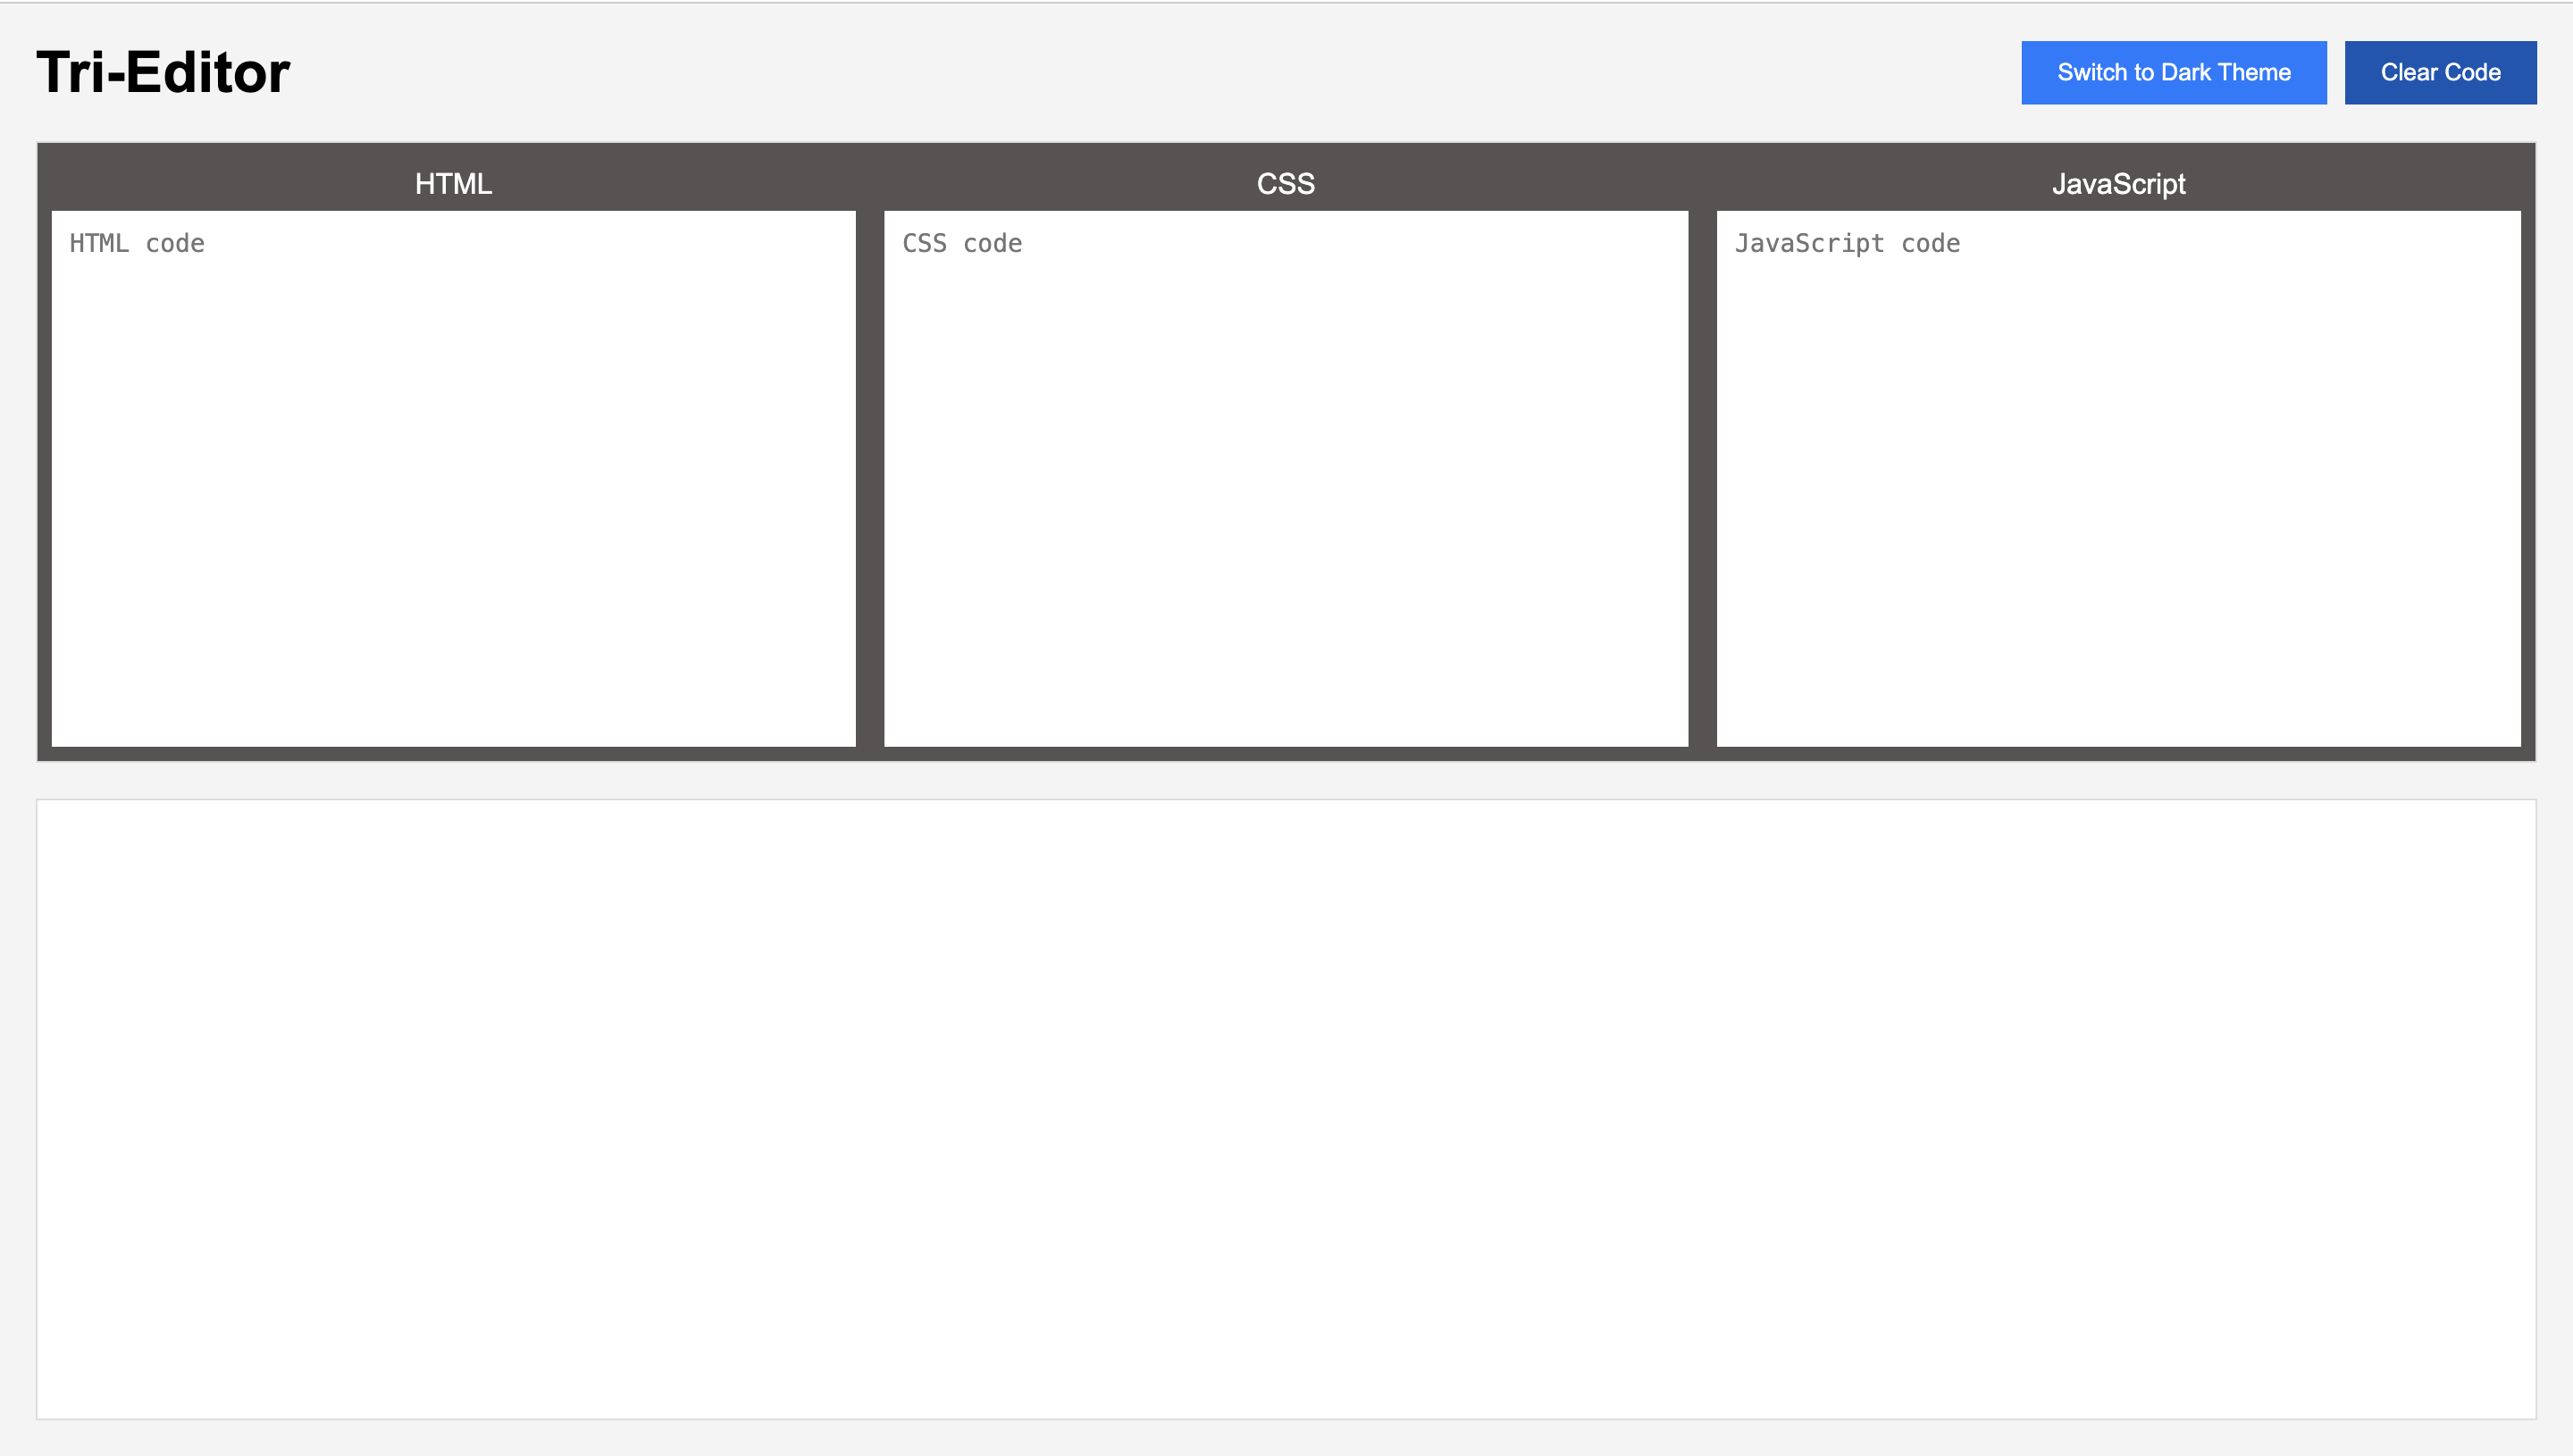 Tri-Editor
Switch to Dark Theme
Clear Code
HTML
CSS
JavaScript
HTML code
CSS code
JavaScript code